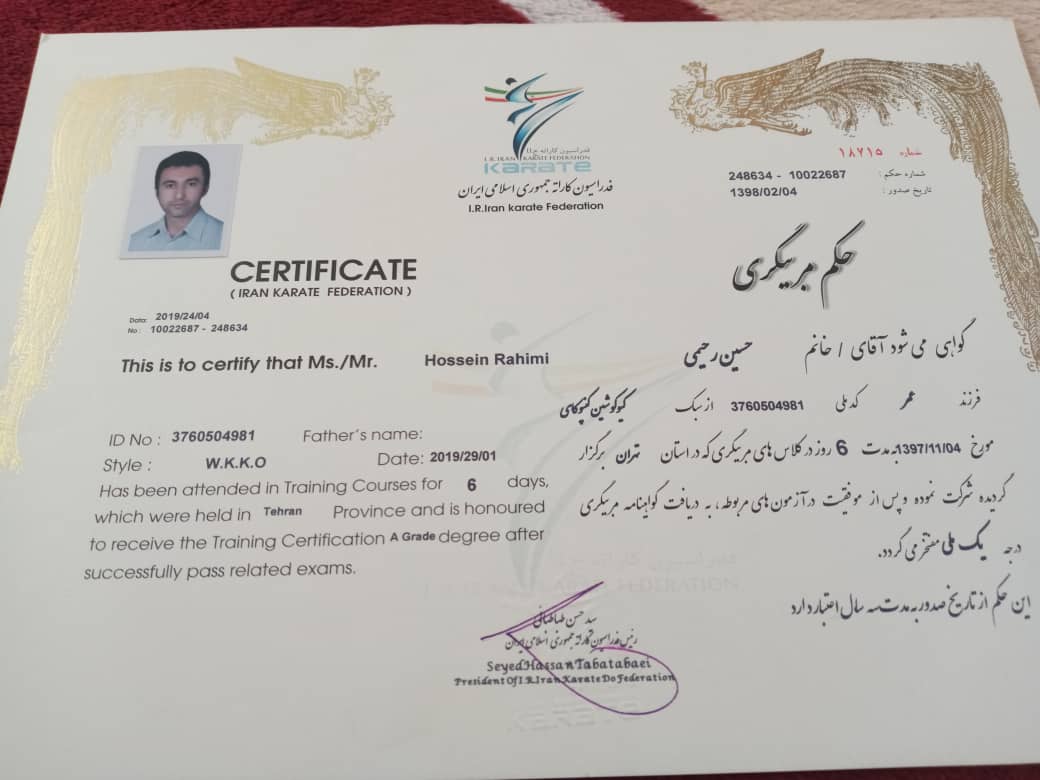 فدراسیون کاراته ج.ا.ا
I.R.IRAN KARATE FEDERATION
KARATE
فدراسیون کاراته جمهوری اسلامی ایران
I.R.Iran karate Federation
شماره ۱۸۷۱۵
شماره حکم : 248634 - 10022687
تاریخ صدور : 1398/02/04
CERTIFICATE
( IRAN KARATE FEDERATION )
Data: 2019/24/04
No : 10022687 - 248634
This is to certify that Ms./Mr. Hossein Rahimi
ID No : 3760504981 Father's name:
Style : W.K.K.O Date: 2019/29/01
Has been attended in Training Courses for 6 days,
which were held in Tehran Province and is honoured
to receive the Training Certification A Grade degree after
successfully pass related exams.
حکم مربیگری
گواهی می شود آقای / خانم حسین رحیمی
فرزند عمر کدملی 3760504981 از سبک کیوکوشین کیوکای
مورخ 1397/11/04 به مدت 6 روز در کلاس های مربیگری که در استان تهران برگزار
گردیده شرکت نموده و پس از موفقیت در آزمون های مربوطه، به دریافت گواهینامه مربیگری
درجه یک ملی مفتخر می گردد.
این حکم از تاریخ صدور به مدت سه سال اعتبار دارد
سید حسن طباطبائی
رئیس فدراسیون کاراته جمهوری اسلامی ایران
Seyed Hassan Tabatabaei
President Of I.R.Iran Karate Do Federation